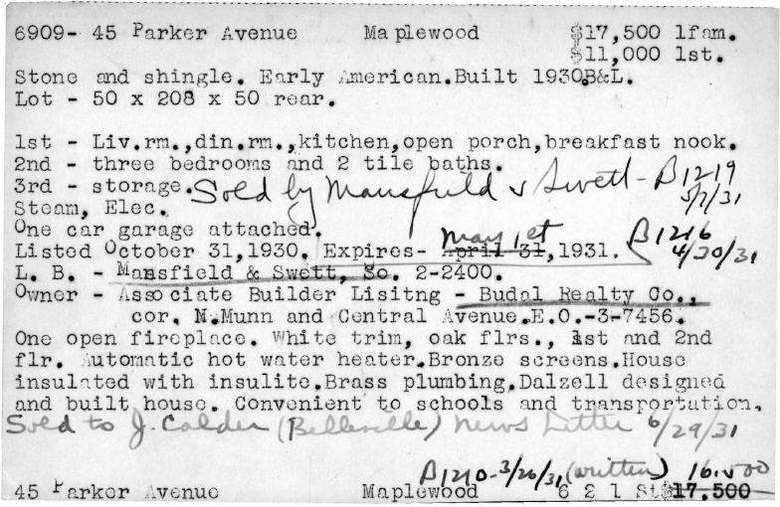 6909- 45 Parker Avenue Maplewood $17,500 1fam.
$11,000 1st.
Stone and shingle. Early American.Built 1930.B&L.
Lot - 50 x 208 x 50 rear.
1st - Liv.rm.,din.rm.,kitchen,open porch,breakfast nook.
2nd - three bedrooms and 2 tile baths.
3rd - storage. Sold by Mansfield & Swett - B1219
5/7/31
Steam, Elec.
One car garage attached. May 1st B1216
Listed October 31,1930. Expires- April 31,1931. 4/30/31
L. B. - Mansfield & Swett, So. 2-2400.
Owner - Associate Builder Lisitng - Budal Realty Co.,
cor. N.Munn and Central Avenue.E.O.-3-7456.
One open fireplace. White trim, oak flrs., 1st and 2nd
flr. Automatic hot water heater.Bronze screens.House
insulated with insulite.Brass plumbing.Dalzell designed
and built house. Convenient to schools and transportation.
Sold to J. Calder (Belleville) News Letter 6/29/31
B1210-3/26/31 (written) 16,500
45 Parker Avenue Maplewood 6 2 1 St $17,500